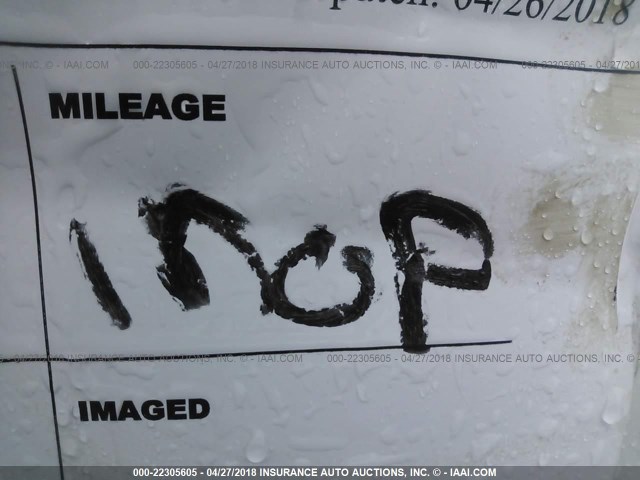 patch: 04/26/2018
000-22305605 - 04/27/2018 INSURANCE AUTO AUCTIONS, INC. © - IAAI.COM
MILEAGE
INOP
000-22305605 - 04/27/2018 INSURANCE AUTO AUCTIONS, INC. © - IAAI.COM
IMAGED
000-22305605 - 04/27/2018 INSURANCE AUTO AUCTIONS, INC. © - IAAI.COM